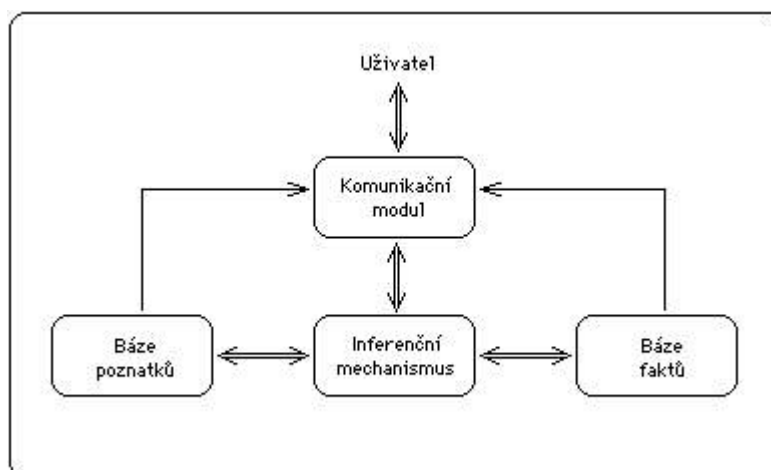 Uživatel
Komunikační
modul
Báze
poznatků
Inferenční
mechanismus
Báze
faktů